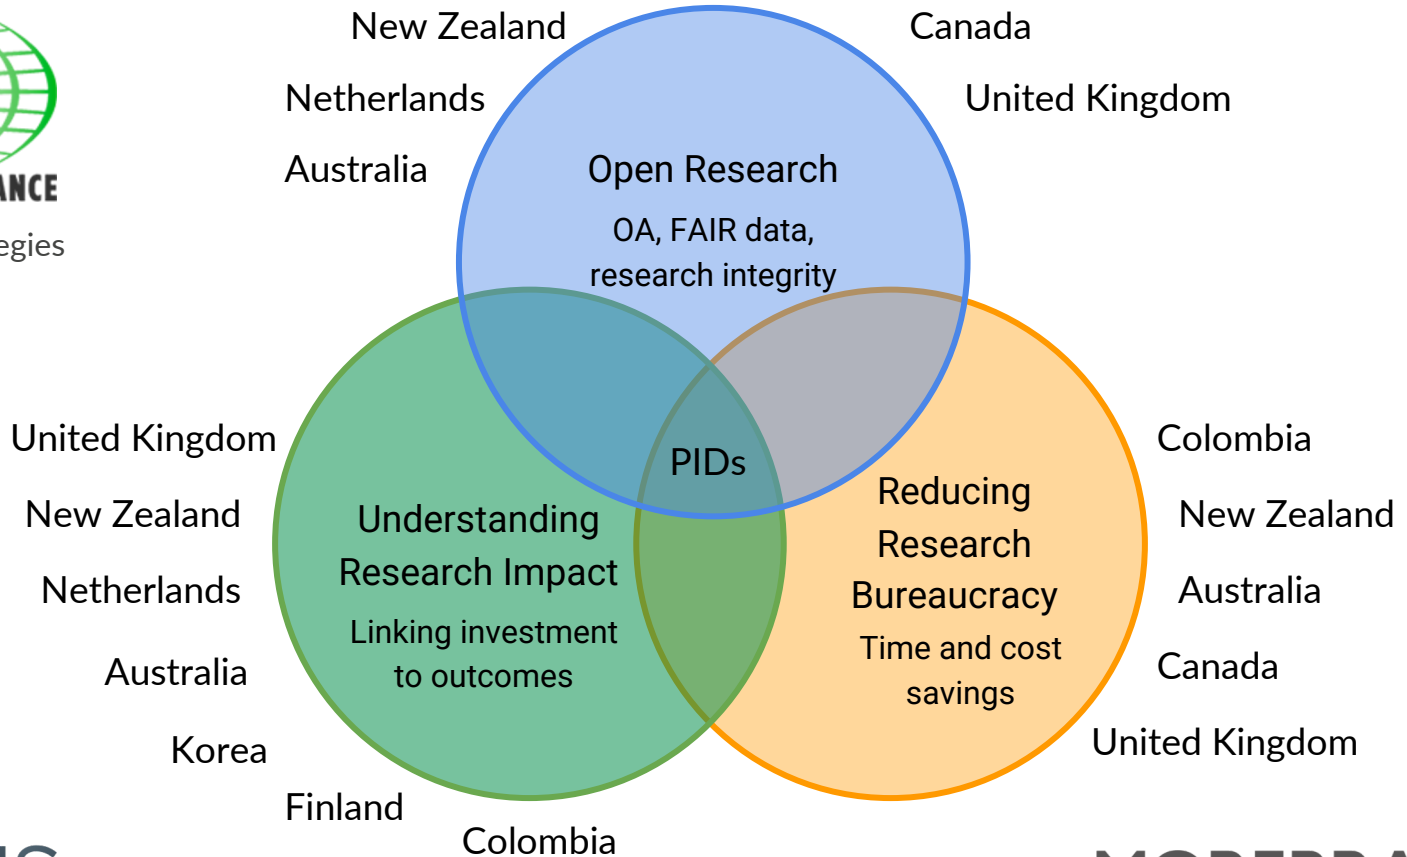 New Zealand
Canada
Netherlands
United Kingdom
Australia
Open Research
OA, FAIR data,
research integrity
United Kingdom
New Zealand
Netherlands
Australia
Korea
Finland
Colombia
Understanding
Research Impact
Linking investment
to outcomes
PIDs
Reducing
Research
Bureaucracy
Time and cost
savings
Colombia
New Zealand
Australia
Canada
United Kingdom